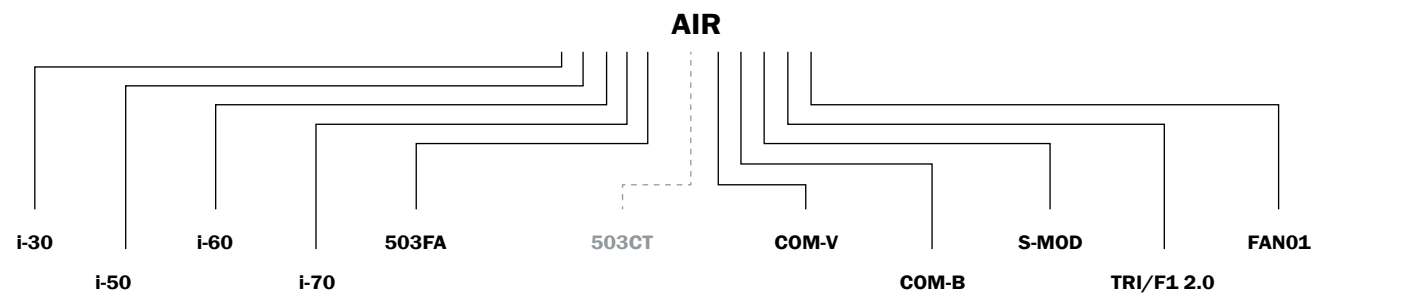 AIR
i-30
i-60
503FA
503CT
COM-V
S-MOD
FAN01
i-50
i-70
COM-B
TRI/F1 2.0